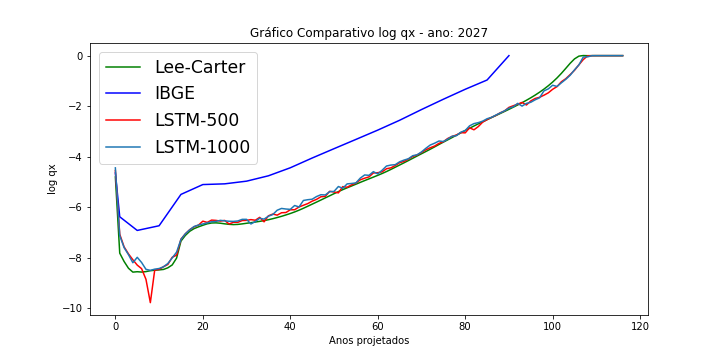 Gráfico Comparativo log qx - ano: 2027
Lee-Carter
IBGE
LSTM-500
LSTM-1000
log qx
0
−2
−4
−6
−8
−10
0 20 40 60 80 100 120
Anos projetados